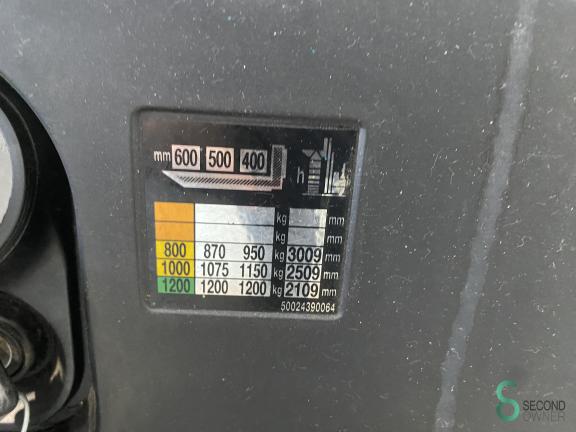 mm 600 500 400
h
kg mm
kg mm
800 870 950 kg 3009 mm
1000 1075 1150 kg 2509 mm
1200 1200 1200 kg 2109 mm
50024390064
S SECOND
OWNER